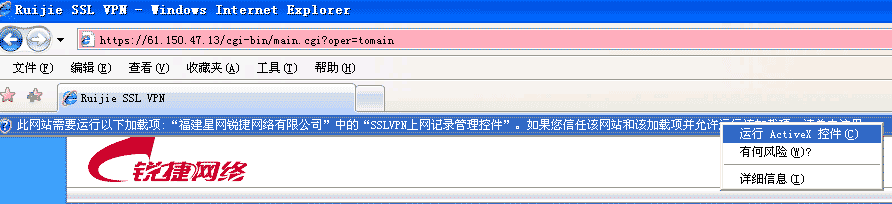 Ruijie SSL VPN - Windows Internet Explorer
https://61.150.47.13/cgi-bin/main.cgi?oper=tomain
文件(F) 编辑(E) 查看(V) 收藏夹(A) 工具(T) 帮助(H)
Ruijie SSL VPN
此网站需要运行以下加载项:“福建星网锐捷网络有限公司”中的“SSLVPN上网记录管理控件”。如果您信任该网站和该加载项并允许
运行 ActiveX 控件(C)
有何风险(W)?
详细信息(I)
锐捷网络